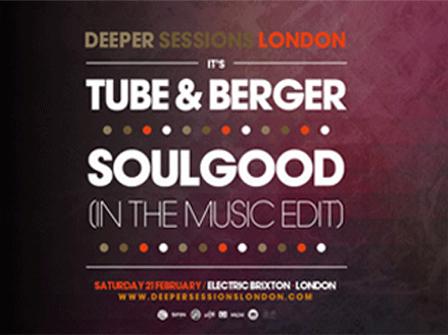 DEEPER SESSIONS LONDON
IT'S
TUBE & BERGER
SOULGOOD
(IN THE MUSIC EDIT)
SATURDAY 21 FEBRUARY / ELECTRIC BRIXTON · LONDON
WWW.DEEPERSESSIONSLONDON.COM